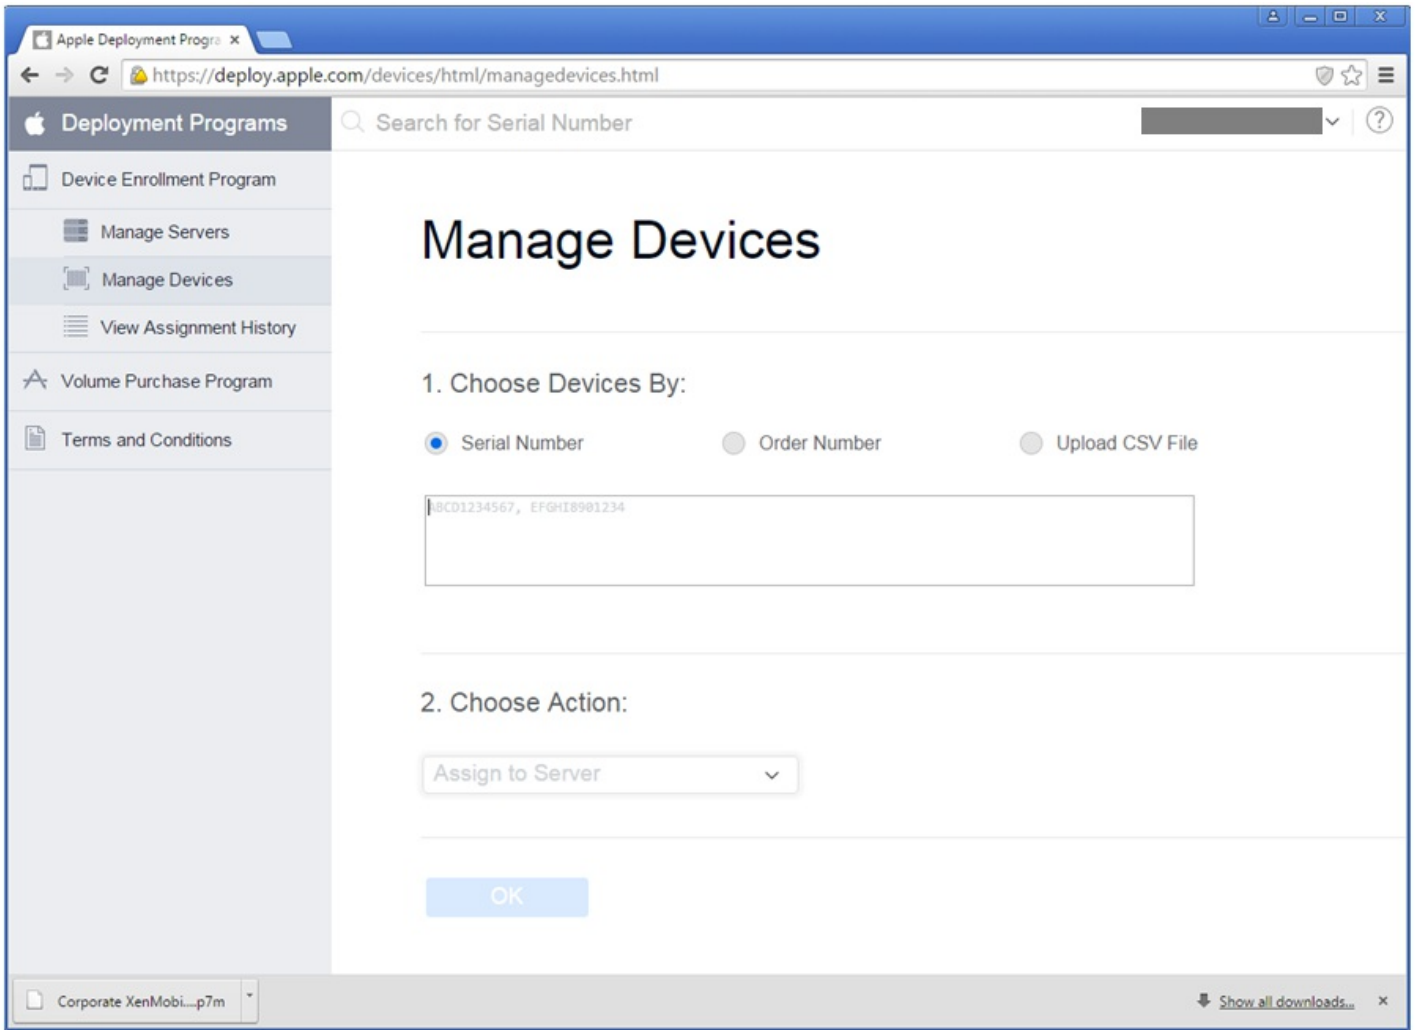 Apple Deployment Progra
https://deploy.apple.com/devices/html/managedevices.html
Deployment Programs
Search for Serial Number
Device Enrollment Program
Manage Servers
Manage Devices
View Assignment History
Volume Purchase Program
Terms and Conditions
Manage Devices
1. Choose Devices By:
Serial Number Order Number Upload CSV File
ABCD1234567, EFGHI8901234
2. Choose Action:
Assign to Server
OK
Corporate XenMobi....p7m
Show all downloads...